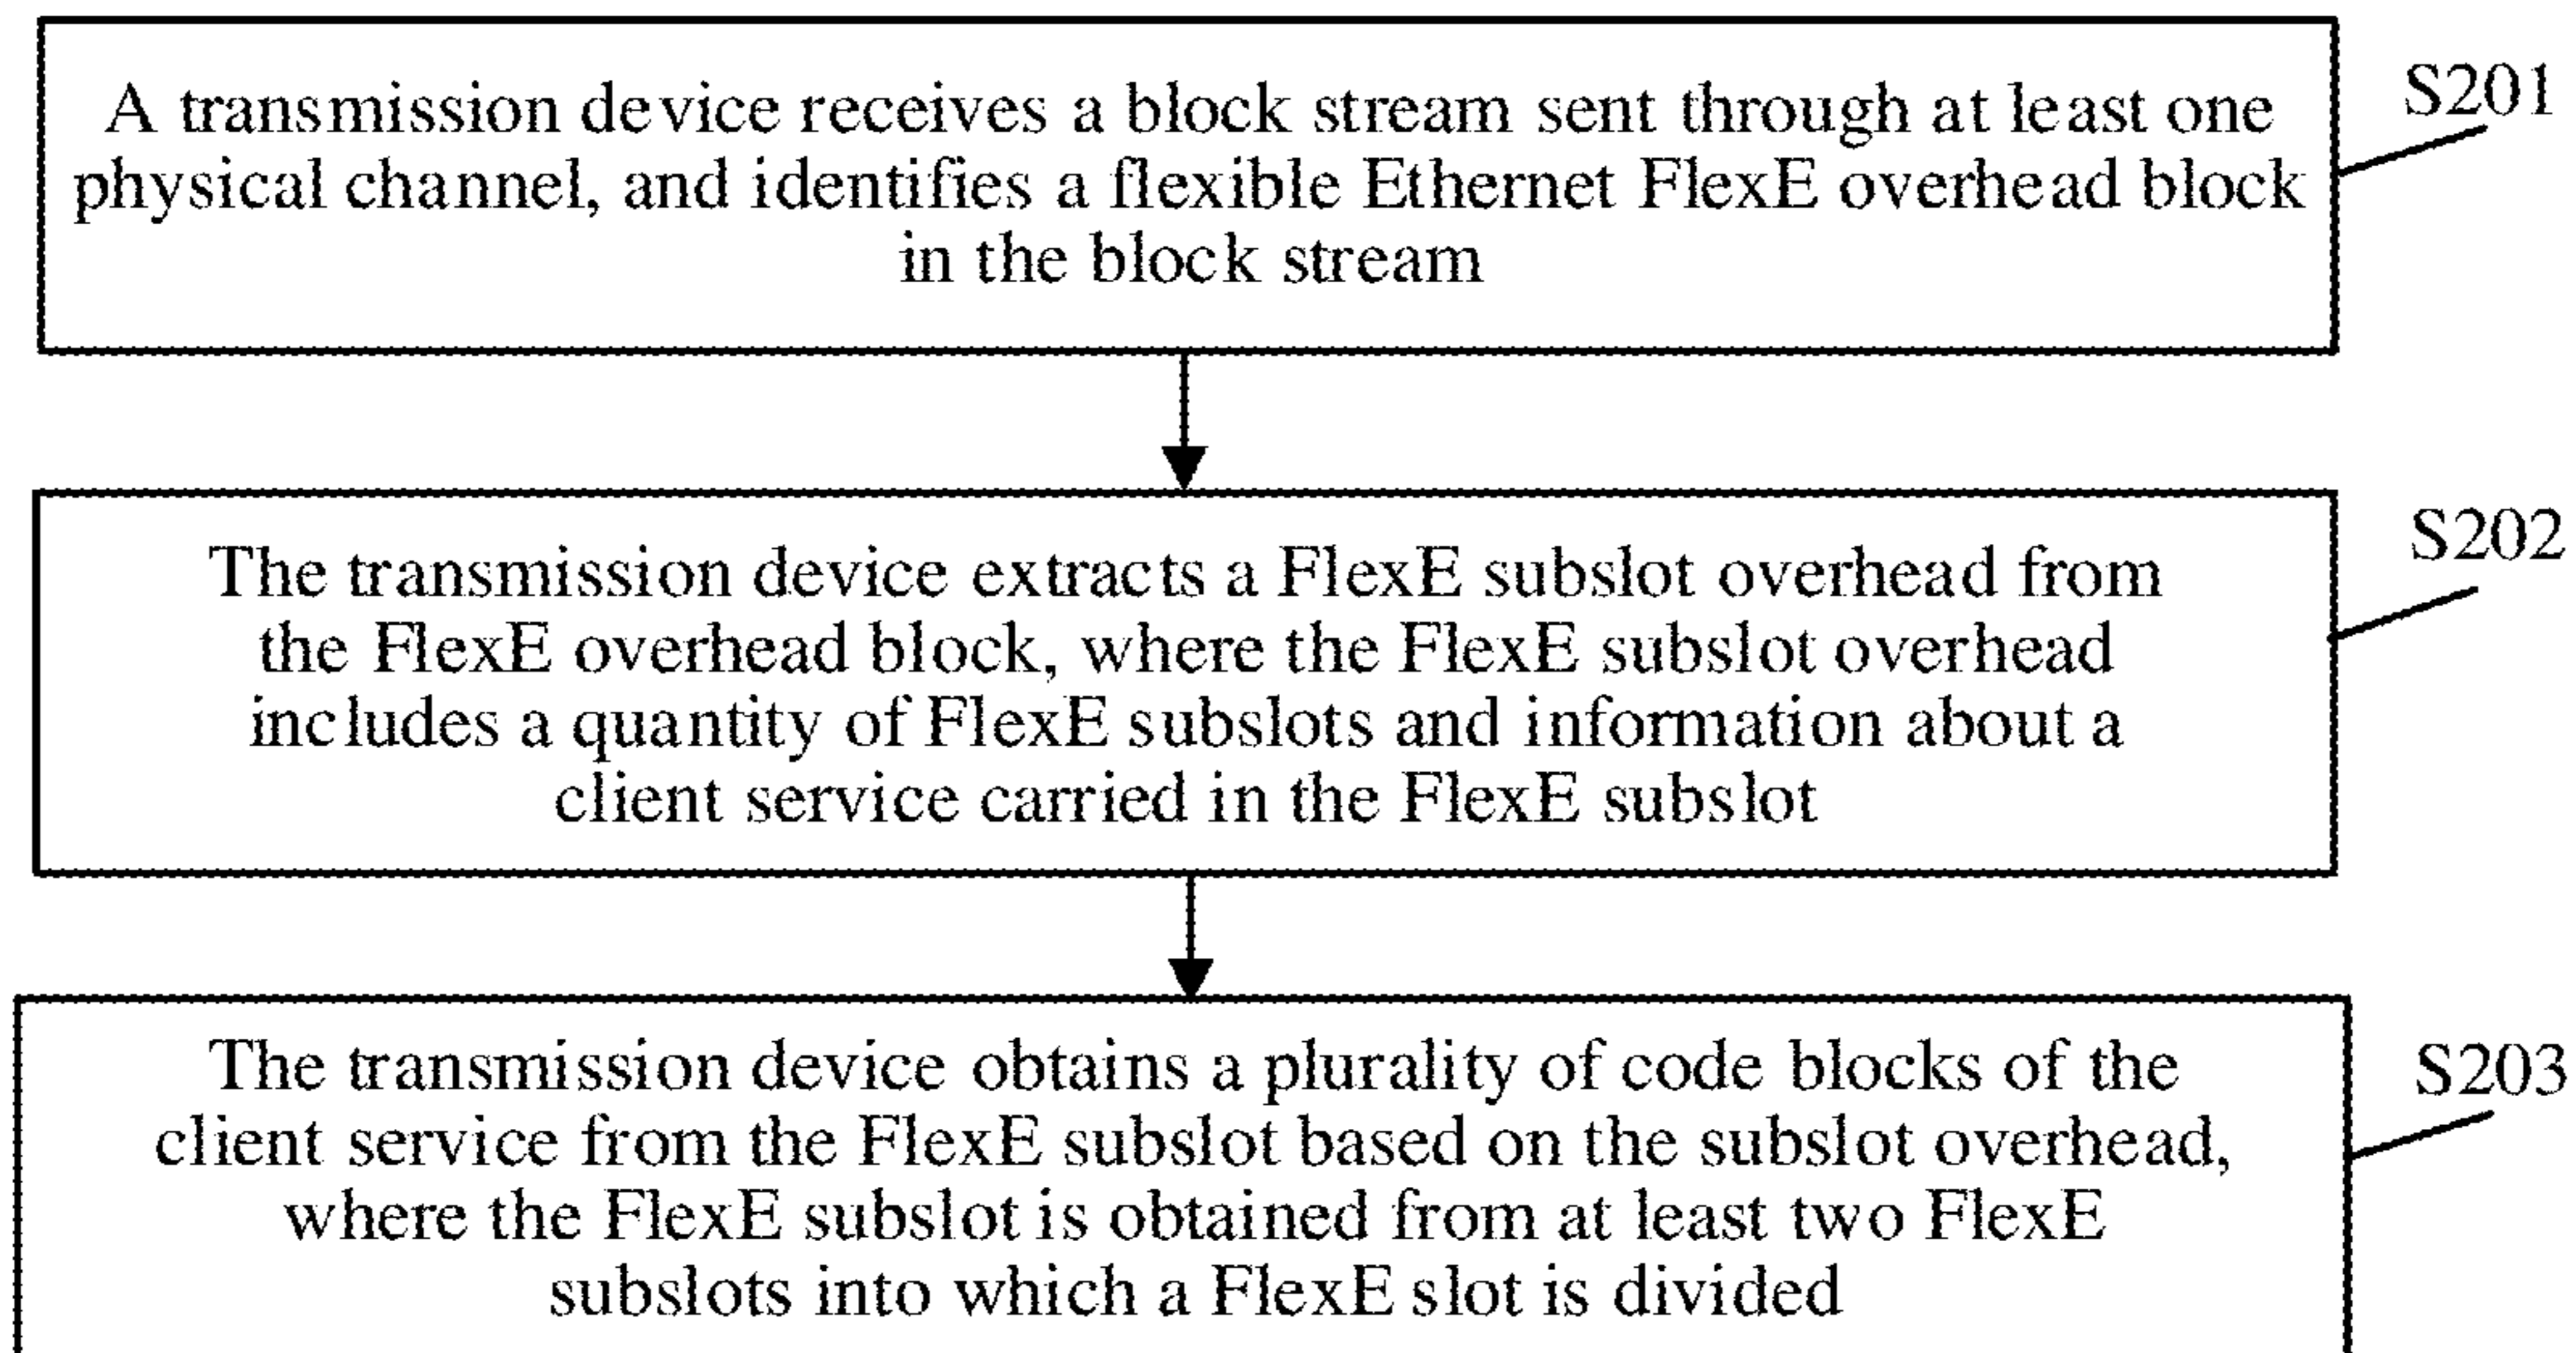 A transmission device receives a block stream sent through at least one
physical channel, and identifies a flexible Ethernet FlexE overhead block
in the block stream
S201
The transmission device extracts a FlexE subslot overhead from
the FlexE overhead block, where the FlexE subslot overhead
includes a quantity of FlexE subslots and information about a
client service carried in the FlexE subslot
S202
The transmission device obtains a plurality of code blocks of the
client service from the FlexE subslot based on the subslot overhead,
where the FlexE subslot is obtained from at least two FlexE
subslots into which a FlexE slot is divided
S203